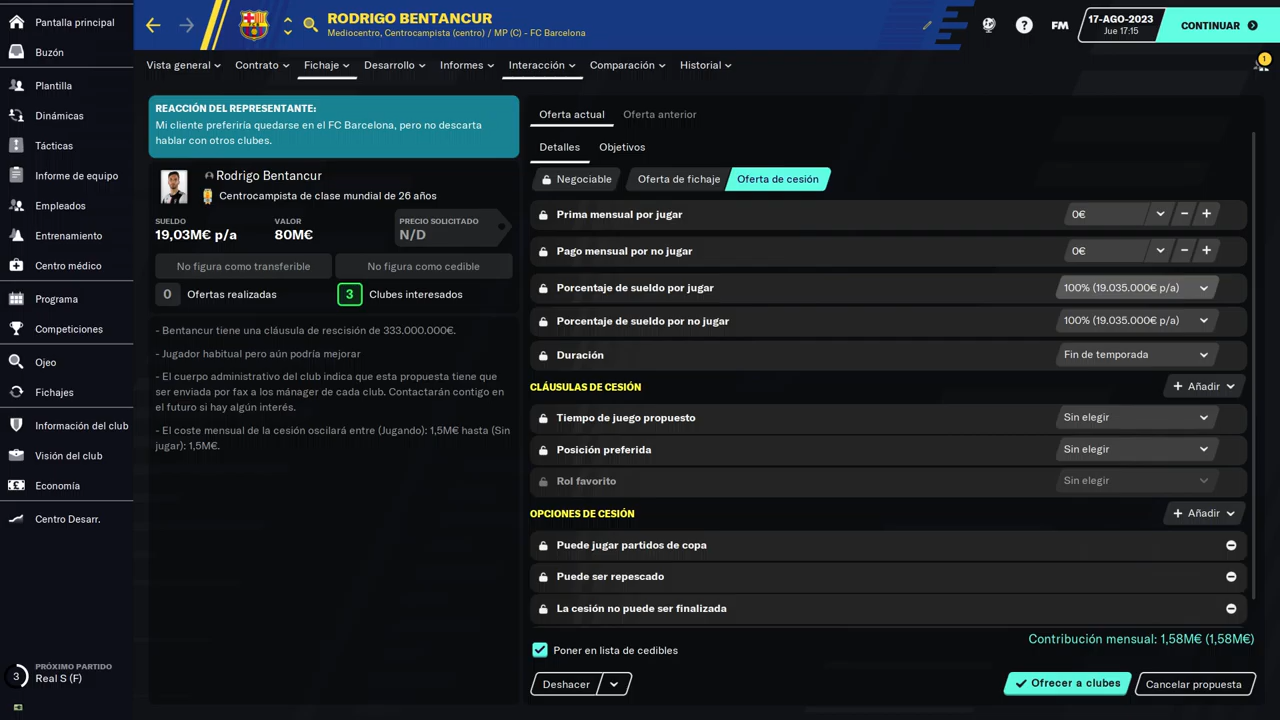 Pantalla principal
Buzón
Plantilla
Dinámicas
Tácticas
Informe de equipo
Empleados
Entrenamiento
Centro médico
Programa
Competiciones
Ojeo
Fichajes
Información del club
Visión del club
Economía
Centro Desarr.
3
PRÓXIMO PARTIDO
Real S (F)
RODRIGO BENTANCUR
Mediocentro, Centrocampista (centro) / MP (C) - FC Barcelona
FM
17-AGO-2023
Jue 17:15
CONTINUAR
1
Vista general
Contrato
Fichaje
Desarrollo
Informes
Interacción
Comparación
Historial
REACCIÓN DEL REPRESENTANTE:
Mi cliente preferiría quedarse en el FC Barcelona, pero no descarta
hablar con otros clubes.
Rodrigo Bentancur
Centrocampista de clase mundial de 26 años
SUELDO
19,03M€ p/a
VALOR
80M€
PRECIO SOLICITADO
N/D
No figura como transferible
No figura como cedible
0 Ofertas realizadas
3 Clubes interesados
- Bentancur tiene una cláusula de rescisión de 333.000.000€.
- Jugador habitual pero aún podría mejorar
- El cuerpo administrativo del club indica que esta propuesta tiene que
ser enviada por fax a los mánager de cada club. Contactarán contigo en
el futuro si hay algún interés.
- El coste mensual de la cesión oscilará entre (Jugando): 1,5M€ hasta (Sin
jugar): 1,5M€.
Oferta actual
Oferta anterior
Detalles
Objetivos
Negociable
Oferta de fichaje
Oferta de cesión
Prima mensual por jugar
0€
Pago mensual por no jugar
0€
Porcentaje de sueldo por jugar
100% (19.035.000€ p/a)
Porcentaje de sueldo por no jugar
100% (19.035.000€ p/a)
Duración
Fin de temporada
CLÁUSULAS DE CESIÓN
+ Añadir
Tiempo de juego propuesto
Sin elegir
Posición preferida
Sin elegir
Rol favorito
Sin elegir
OPCIONES DE CESIÓN
+ Añadir
Puede jugar partidos de copa
Puede ser repescado
La cesión no puede ser finalizada
Contribución mensual: 1,58M€ (1,58M€)
Poner en lista de cedibles
Deshacer
Ofrecer a clubes
Cancelar propuesta